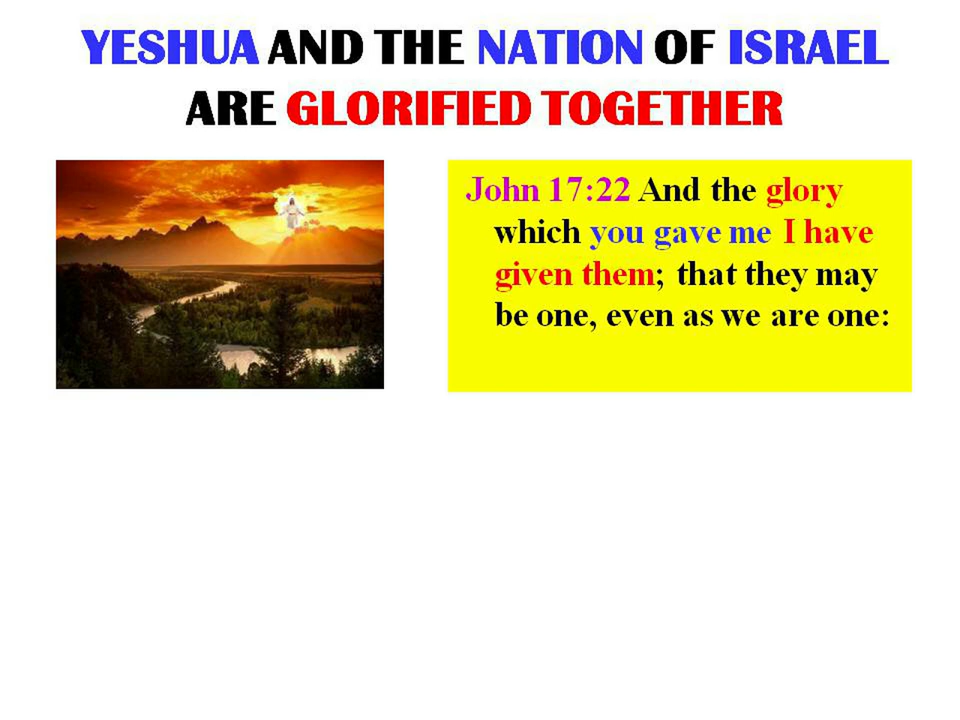 YESHUA AND THE NATION OF ISRAEL
ARE GLORIFIED TOGETHER
John 17:22 And the glory
which you gave me I have
given them; that they may
be one, even as we are one: